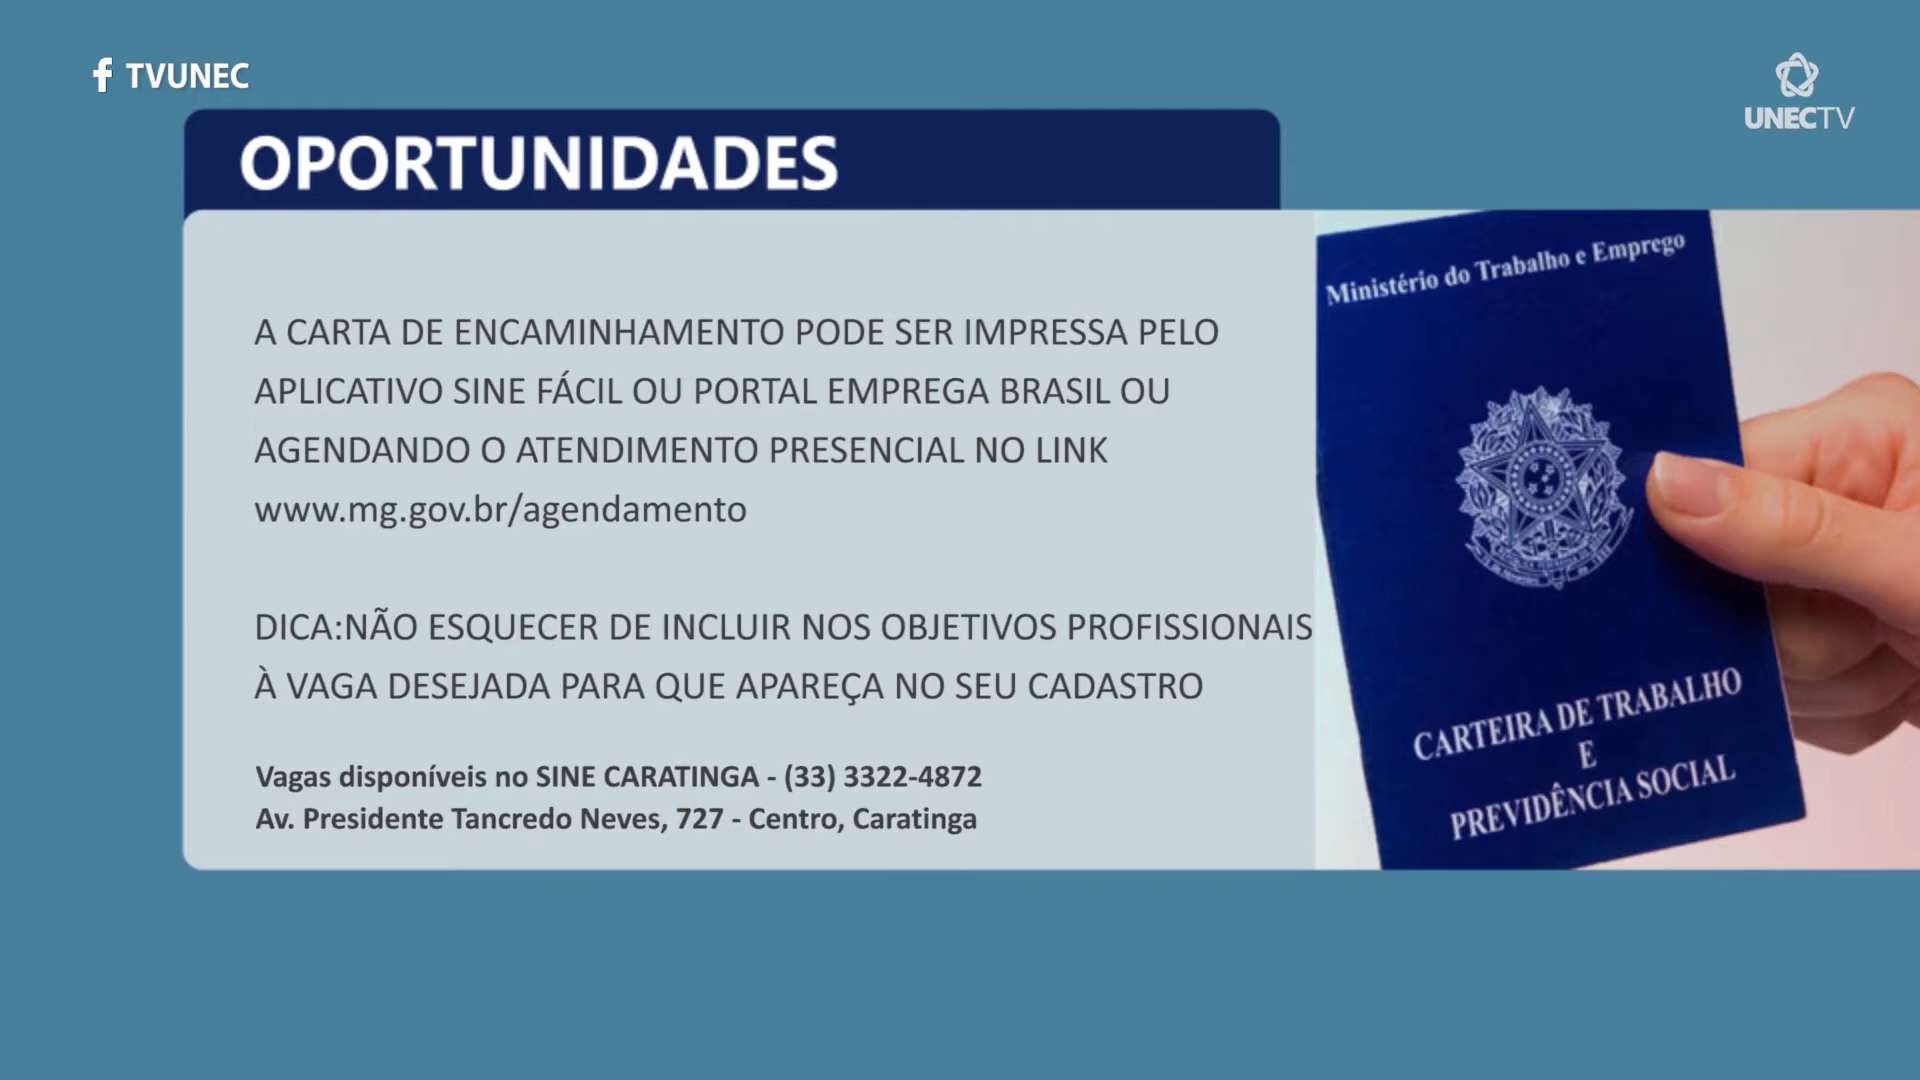 TVUNEC
UNECTV
OPORTUNIDADES
A CARTA DE ENCAMINHAMENTO PODE SER IMPRESSA PELO
APLICATIVO SINE FÁCIL OU PORTAL EMPREGA BRASIL OU
AGENDANDO O ATENDIMENTO PRESENCIAL NO LINK
www.mg.gov.br/agendamento
DICA:NÃO ESQUECER DE INCLUIR NOS OBJETIVOS PROFISSIONAIS
À VAGA DESEJADA PARA QUE APAREÇA NO SEU CADASTRO
Vagas disponíveis no SINE CARATINGA - (33) 3322-4872
Av. Presidente Tancredo Neves, 727 - Centro, Caratinga
Ministério do Trabalho e Emprego
CARTEIRA DE TRABALHO
E
PREVIDÊNCIA SOCIAL